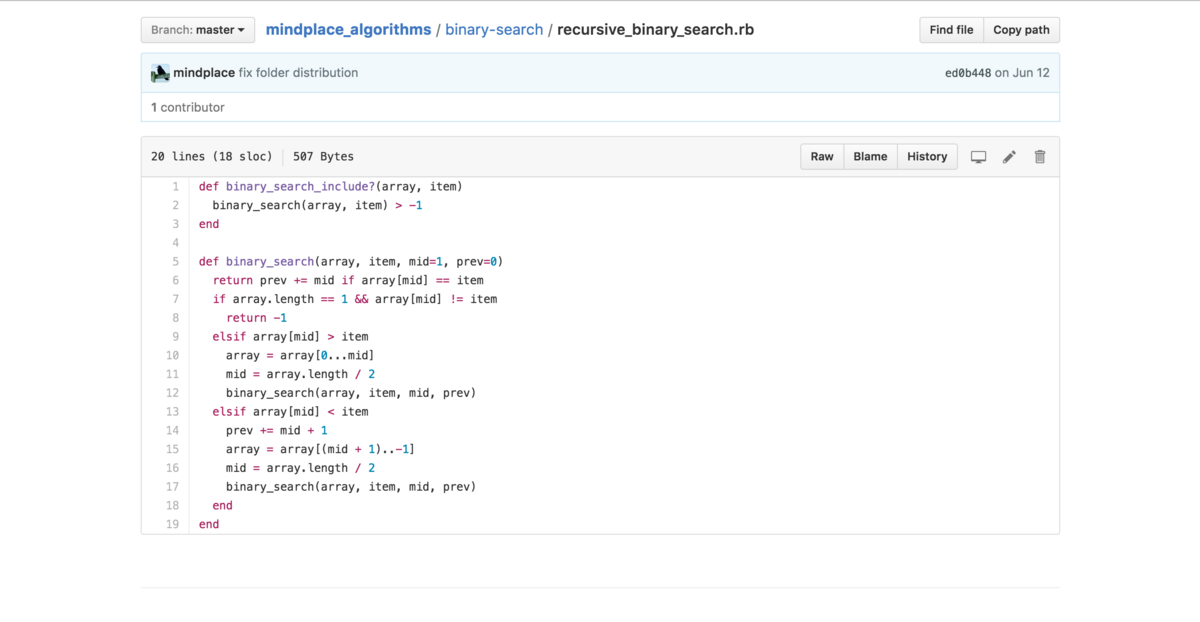 Branch: master mindplace_algorithms / binary-search / recursive_binary_search.rb Find file Copy path
mindplace fix folder distribution ed0b448 on Jun 12
1 contributor
20 lines (18 sloc) 507 Bytes Raw Blame History
1 def binary_search_include?(array, item)
2   binary_search(array, item) > -1
3 end
4
5 def binary_search(array, item, mid=1, prev=0)
6   return prev += mid if array[mid] == item
7   if array.length == 1 && array[mid] != item
8     return -1
9   elsif array[mid] > item
10     array = array[0...mid]
11     mid = array.length / 2
12     binary_search(array, item, mid, prev)
13   elsif array[mid] < item
14     prev += mid + 1
15     array = array[(mid + 1)..-1]
16     mid = array.length / 2
17     binary_search(array, item, mid, prev)
18   end
19 end